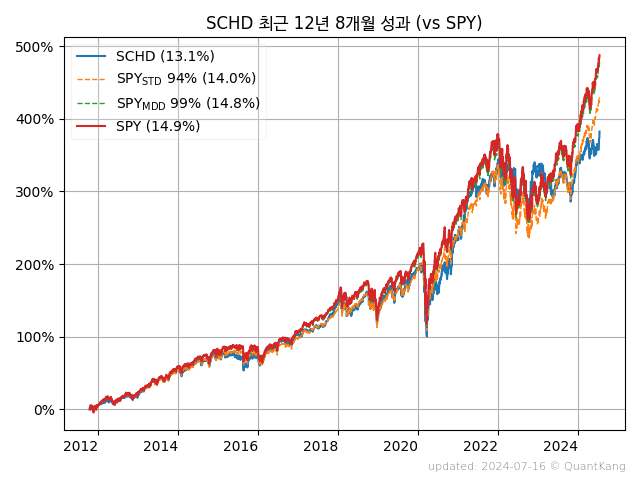 SCHD 최근 12년 8개월 성과 (vs SPY)
500%
400%
300%
200%
100%
0%
SCHD (13.1%)
SPY_STD 94% (14.0%)
SPY_MDD 99% (14.8%)
SPY (14.9%)
2012 2014 2016 2018 2020 2022 2024
updated: 2024-07-16 © QuantKang